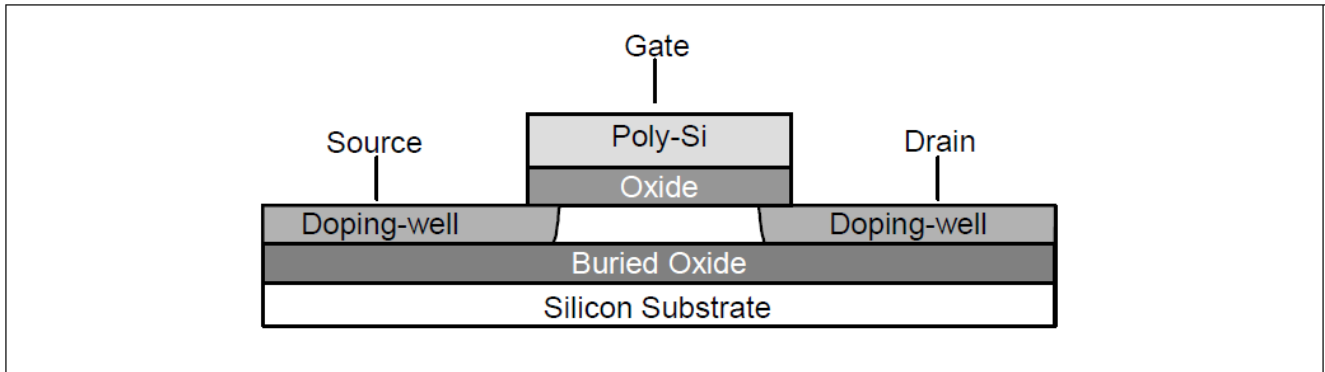 Gate
Poly-Si
Source
Drain
Oxide
Doping-well
Doping-well
Buried Oxide
Silicon Substrate